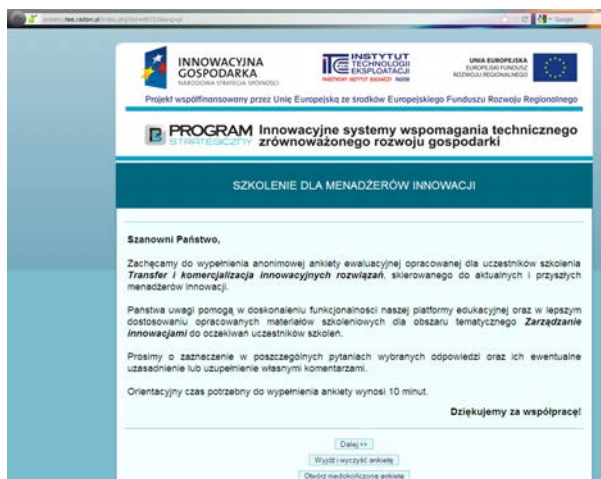 INNOWACYJNA
GOSPODARKA
NARODOWA STRATEGIA SPÓJNOŚCI
INSTYTUT
TECHNOLOGII
EKSPLOATACJI
UNIA EUROPEJSKA
EUROPEJSKI FUNDUSZ
ROZWOJU REGIONALNEGO
Projekt współfinansowany przez Unię Europejską ze środków Europejskiego Funduszu Rozwoju Regionalnego
PROGRAM
STRATEGICZNY
Innowacyjne systemy wspomagania technicznego
zrównoważonego rozwoju gospodarki
SZKOLENIE DLA MENADŻERÓW INNOWACJI
Szanowni Państwo,
Zachęcamy do wypełnienia anonimowej ankiety ewaluacyjnej opracowanej dla uczestników szkolenia
Transfer i komercjalizacja innowacyjnych rozwiązań, skierowanego do aktualnych i przyszłych
menadżerów innowacji.
Państwa uwagi pomogą w doskonaleniu funkcjonalności naszej platformy edukacyjnej oraz w lepszym
dostosowaniu opracowanych materiałów szkoleniowych dla obszaru tematycznego Zarządzanie
innowacjami do oczekiwań uczestników szkoleń.
Prosimy o zaznaczenie w poszczególnych pytaniach wybranych odpowiedzi oraz ich ewentualne
uzasadnienie lub uzupełnienie własnymi komentarzami.
Orientacyjny czas potrzebny do wypełnienia ankiety wynosi 10 minut.
Dziękujemy za współpracę!
Dalej >>
Wyjdź i wyczyść ankietę
Otwórz niedokończoną ankietę